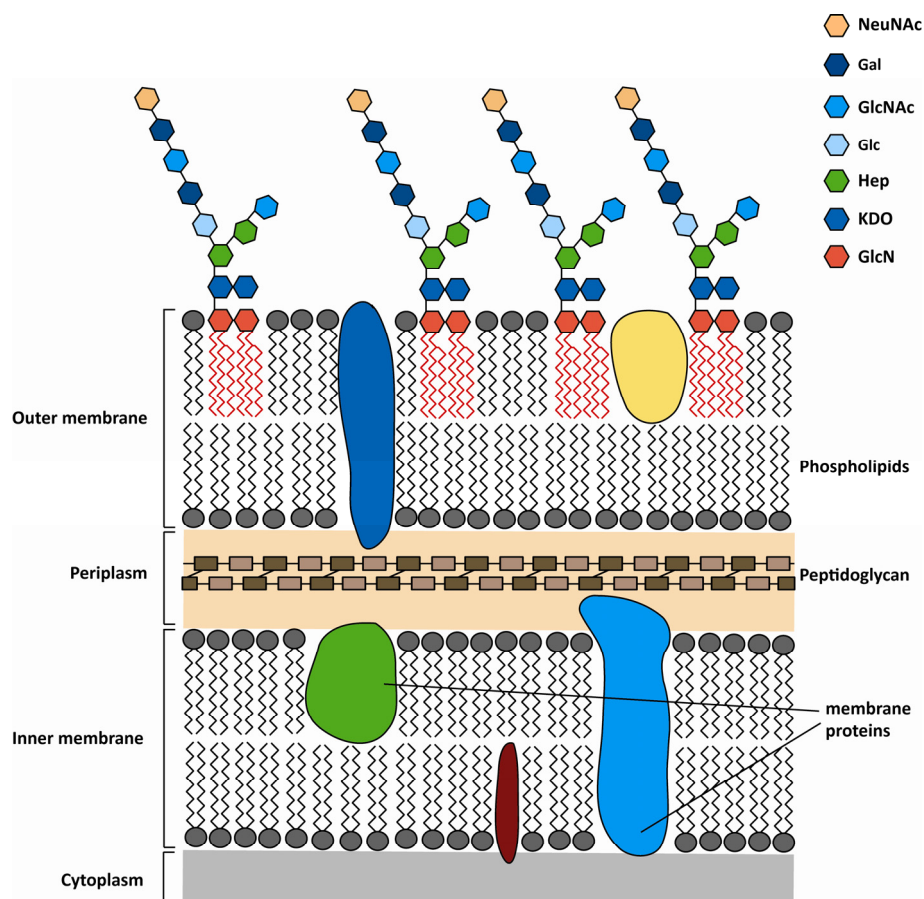 NeuNAc
Gal
GlcNAc
Glc
Hep
KDO
GlcN
Outer membrane
Phospholipids
Periplasm
Peptidoglycan
Inner membrane
membrane
proteins
Cytoplasm